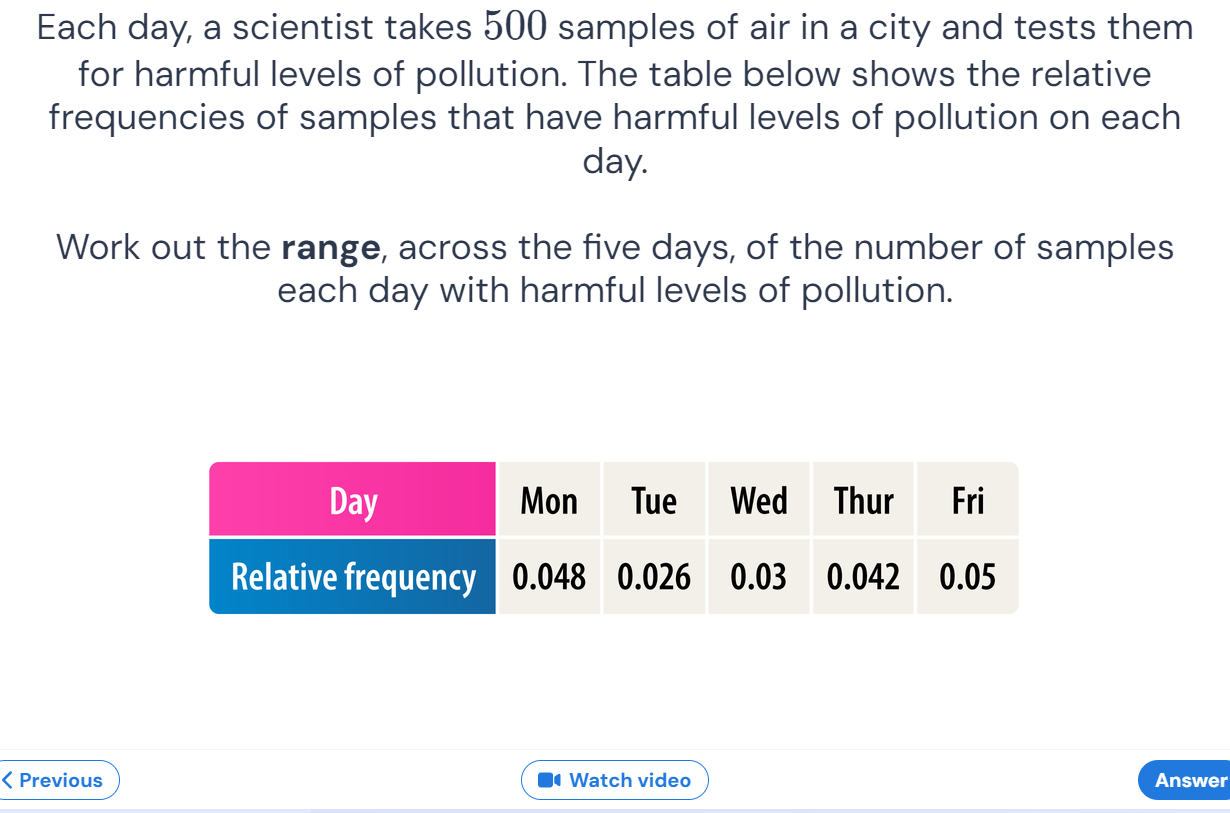 Each day, a scientist takes 500 samples of air in a city and tests them
for harmful levels of pollution. The table below shows the relative
frequencies of samples that have harmful levels of pollution on each
day.
Work out the range, across the five days, of the number of samples
each day with harmful levels of pollution.
Day Mon Tue Wed Thur Fri
Relative frequency 0.048 0.026 0.03 0.042 0.05
Previous Watch video Answer